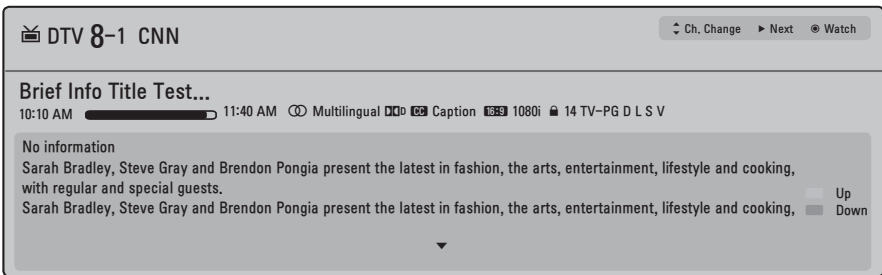 DTV 8-1 CNN
Ch. Change Next Watch
Brief Info Title Test...
10:10 AM 11:40 AM Multilingual DD D CC Caption 16:9 1080i 14 TV-PG D L S V
No information
Sarah Bradley, Steve Gray and Brendon Pongia present the latest in fashion, the arts, entertainment, lifestyle and cooking,
with regular and special guests.
Sarah Bradley, Steve Gray and Brendon Pongia present the latest in fashion, the arts, entertainment, lifestyle and cooking,
Up
Down